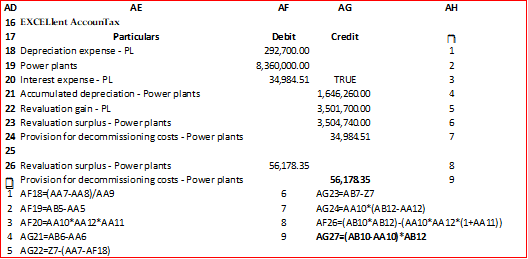 AD AE AF AG AH
16 EXCELlent AccounTax
17 Particulars Debit Credit
18 Depreciation expense - PL 292,700.00 1
19 Power plants 8,360,000.00 2
20 Interest expense - PL 34,984.51 TRUE 3
21 Accumulated depreciation - Power plants 1,646,260.00 4
22 Revaluation gain - PL 3,501,700.00 5
23 Revaluation surplus - Power plants 3,504,740.00 6
24 Provision for decommissioning costs - Power plants 34,984.51 7
25
26 Revaluation surplus - Power plants 56,178.35 8
Provision for decommissioning costs - Power plants 56,178.35 9
1 AF18=(AA7-AA8)/AA9 6 AG23=AB7-Z7
2 AF19=AB5-AA5 7 AG24=AA10*(AB12-AA12)
3 AF20=AA10*AA12*AA11 8 AF26=(AB10*AB12)-(AA10*AA12*(1+AA11))
4 AG21=AB6-AA6 9 AG27=(AB10-AA10)*AB12
5 AG22=Z7-(AA7-AF18)